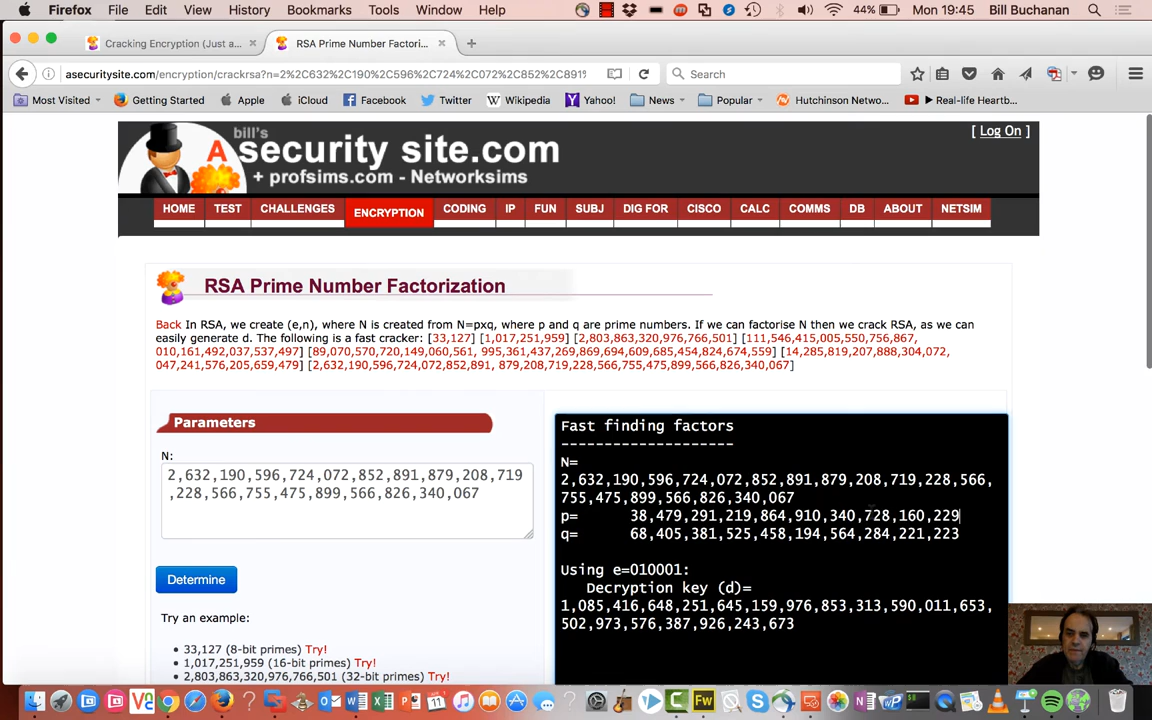 Firefox File Edit View History Bookmarks Tools Window Help 44% Mon 19:45 Bill Buchanan
Cracking Encryption (Just a... × RSA Prime Number Factori... × +
asecuritysite.com/encryption/crackrsa?n=2%2C632%2C190%2C596%2C724%2C072%2C852%2C891% Search
Most Visited Getting Started Apple iCloud Facebook Twitter Wikipedia Yahoo! News Popular Hutchinson Netwo... Real-life Heartb...
bill's
A security site.com
+ profsims.com - Networksims
[ Log On ]
HOME TEST CHALLENGES ENCRYPTION CODING IP FUN SUBJ DIG FOR CISCO CALC COMMS DB ABOUT NETSIM
RSA Prime Number Factorization
Back In RSA, we create (e,n), where N is created from N=pxq, where p and q are prime numbers. If we can factorise N then we crack RSA, as we can
easily generate d. The following is a fast cracker: [33,127] [1,017,251,959] [2,803,863,320,976,766,501] [111,546,415,005,550,756,867,
010,161,492,037,537,497] [89,070,570,720,149,060,561, 995,361,437,269,869,694,609,685,454,824,674,559] [14,285,819,207,888,304,072,
047,241,576,205,659,479] [2,632,190,596,724,072,852,891, 879,208,719,228,566,755,475,899,566,826,340,067]
Parameters
N:
2,632,190,596,724,072,852,891,879,208,719
,228,566,755,475,899,566,826,340,067
Determine
Try an example:
33,127 (8-bit primes) Try!
1,017,251,959 (16-bit primes) Try!
2,803,863,320,976,766,501 (32-bit primes) Try!
Fast finding factors
--------------------
N=
2,632,190,596,724,072,852,891,879,208,719,228,566,
755,475,899,566,826,340,067
p= 38,479,291,219,864,910,340,728,160,229
q= 68,405,381,525,458,194,564,284,221,223
Using e=010001:
Decryption key (d)=
1,085,416,648,251,645,159,976,853,313,590,011,653,
502,973,576,387,926,243,673